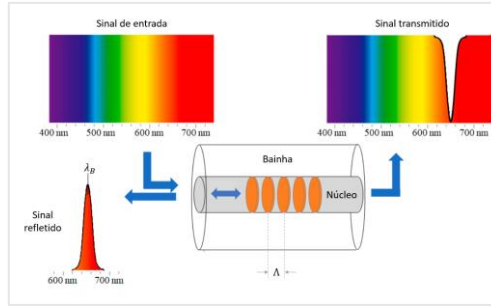 Sinal de entrada
400 nm 500 nm 600 nm 700 nm
Sinal transmitido
400 nm 500 nm 600 nm 700 nm
λB
Sinal
refletido
600 nm 700 nm
Bainha
Núcleo
Λ